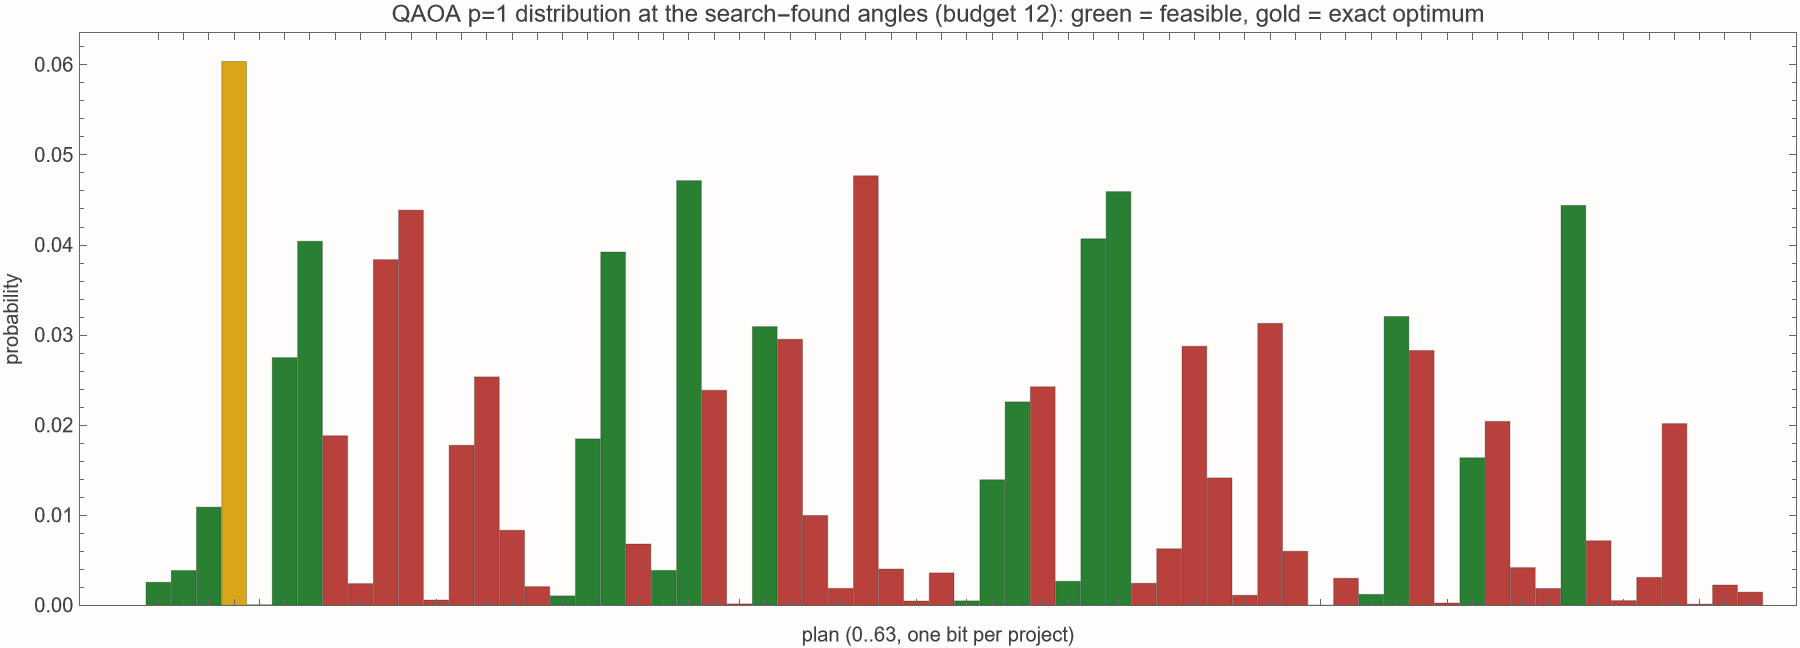 QAOA p=1 distribution at the search−found angles (budget 12): green = feasible, gold = exact optimum
0.06
0.05
0.04
0.03
0.02
0.01
0.00
probability
plan (0..63, one bit per project)